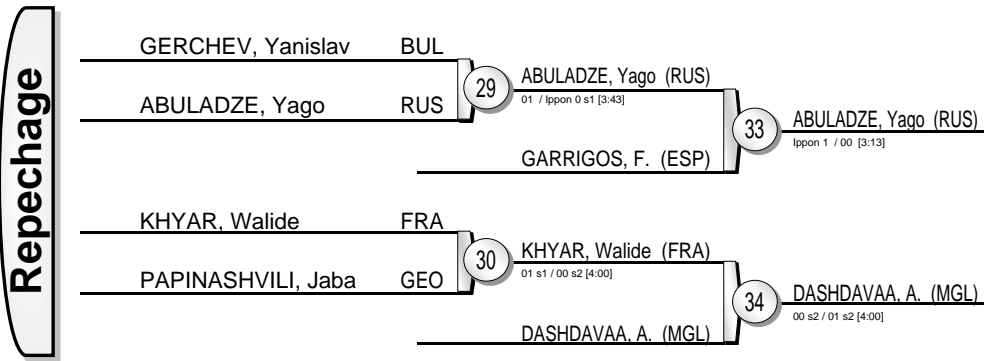 Repechage
GERCHEV, Yanislav BUL
ABULADZE, Yago RUS
29
ABULADZE, Yago (RUS)
01 / Ippon 0 s1 [3:43]
GARRIGOS, F. (ESP)
33
ABULADZE, Yago (RUS)
Ippon 1 / 00 [3:13]
KHYAR, Walide FRA
PAPINASHVILI, Jaba GEO
30
KHYAR, Walide (FRA)
01 s1 / 00 s2 [4:00]
DASHDAVAA, A. (MGL)
34
DASHDAVAA, A. (MGL)
00 s2 / 01 s2 [4:00]